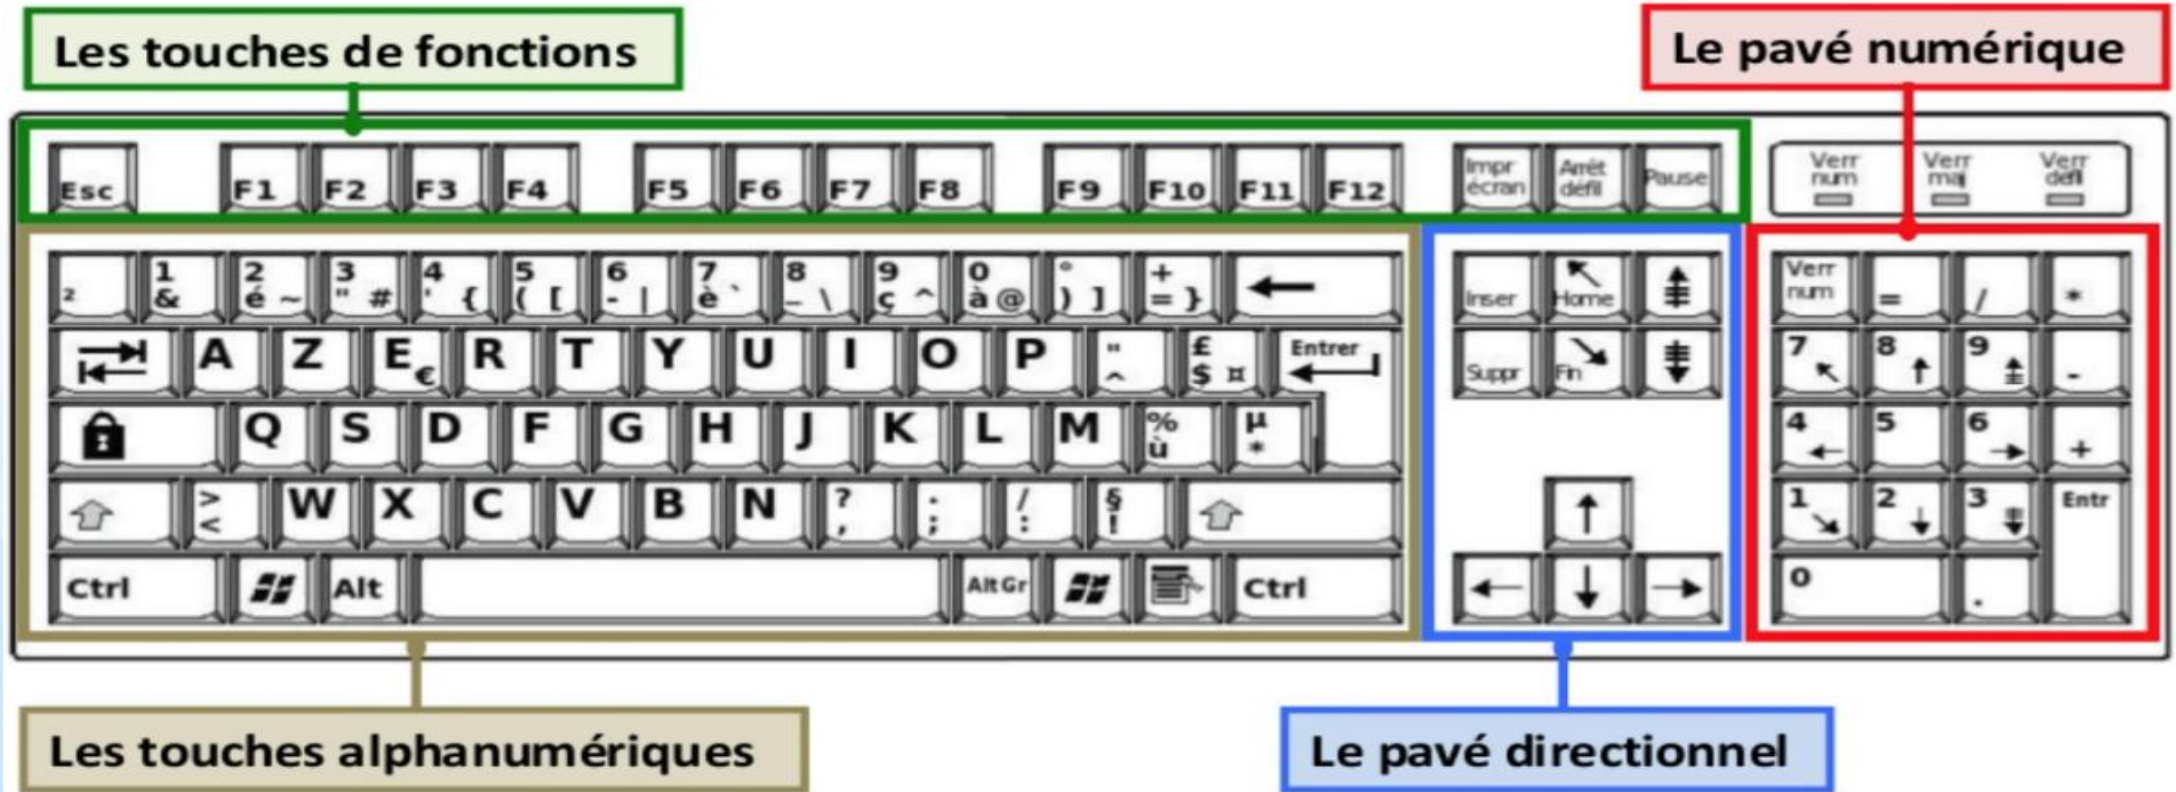 Les touches de fonctions
Le pavé numérique
Esc F1 F2 F3 F4 F5 F6 F7 F8 F9 F10 F11 F12 Impr écran Arrêt défil Pause
Verr num Verr maj Verr défil
² 1 & 2 é ~ 3 " # 4 ' { 5 ( [ 6 - | 7 è ` 8 _ \ 9 ç ^ 0 à @ ° ) ] + = } ←
Inser ↖ Home
Verr num = / *
A Z E € R T Y U I O P " ^ £ $ ¤ Entrer
Suppr ↘ Fin
7 ↖ 8 ↑ 9 -
Q S D F G H J K L M % ù µ *
4 ← 5 6 → +
> < W X C V B N ? , . ; / : § !
↑
1 ↘ 2 ↓ 3 Entr
Ctrl Alt AltGr Ctrl
← ↓ →
0 .
Les touches alphanumériques
Le pavé directionnel